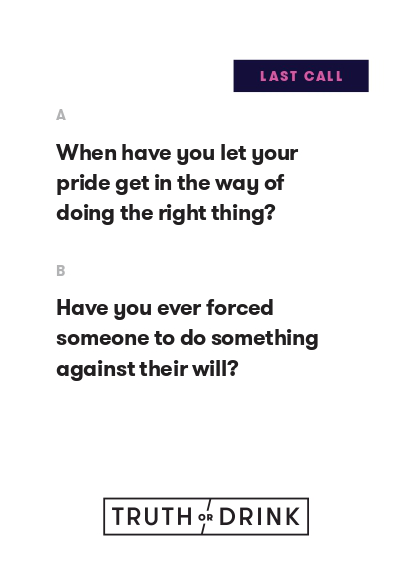 LAST CALL
A
When have you let your
pride get in the way of
doing the right thing?
B
Have you ever forced
someone to do something
against their will?
TRUTH OR DRINK